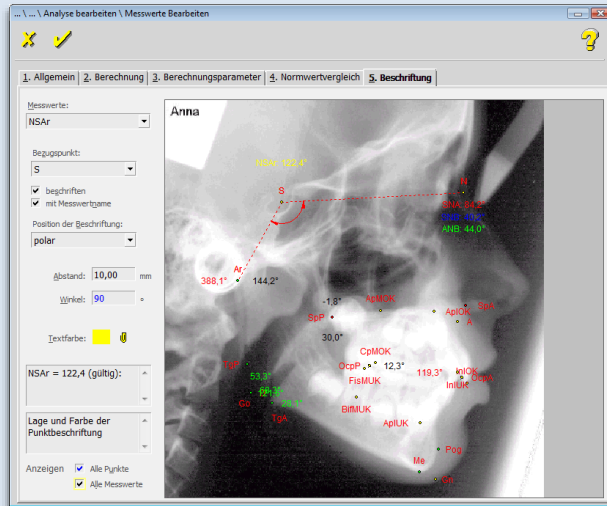 ... \ ... \ Analyse bearbeiten \ Messwerte Bearbeiten
?
1. Allgemein
2. Berechnung
3. Berechnungsparameter
4. Normwertvergleich
5. Beschriftung
Messwerte:
NSAr
Bezugspunkt:
S
beschriften
mit Messwertname
Position der Beschriftung:
polar
Abstand: 10,00 mm
Winkel: 90 °
Textfarbe:
NSAr = 122,4 (gültig):
Lage und Farbe der
Punktbeschriftung
Anzeigen
Alle Punkte
Alle Messwerte
Anna
NSAr: 122,4°
N
S
ANB: 44,0°
Ar
388,1° 144,2°
-1,8° ApMOK Spa
SpP ApIOK A
30,0°
CpMOK
OcpP 12,3° 119,3°
FisMUK InIUK
53,3°
Go 28,3°
TgA BifMUK
ApIUK
Pog
Me